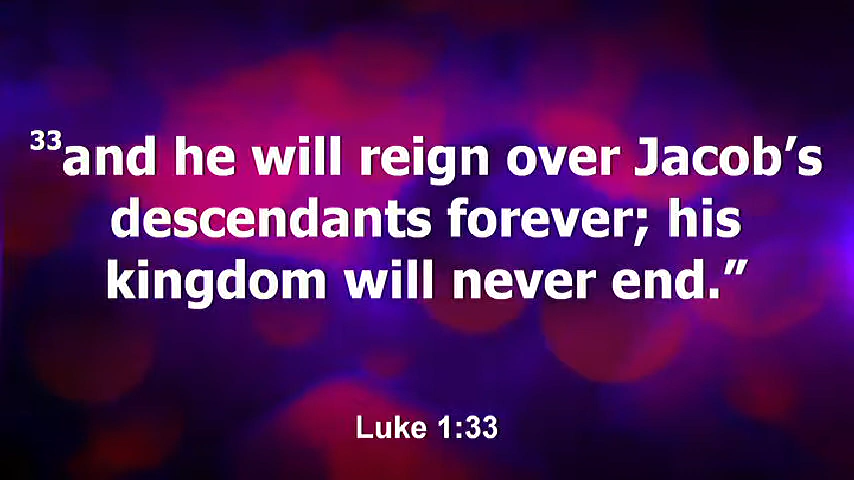 33and he will reign over Jacob’s
descendants forever; his
kingdom will never end.”
Luke 1:33